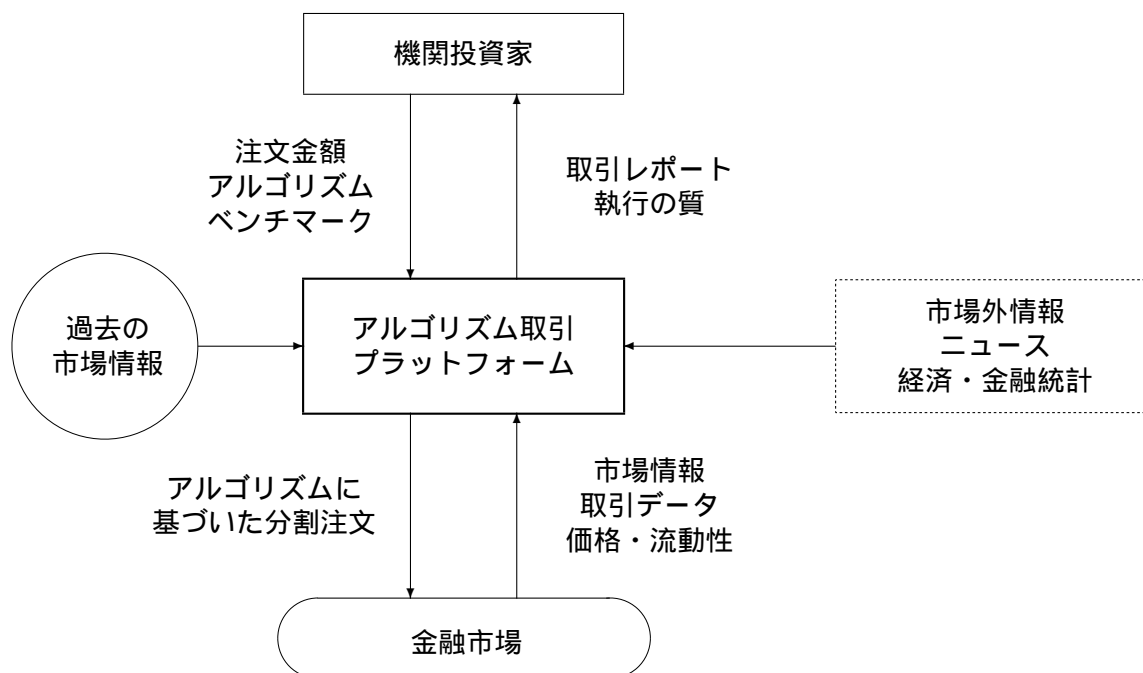 機関投資家
注文金額
アルゴリズム
ベンチマーク
取引レポート
執行の質
過去の
市場情報
アルゴリズム取引
プラットフォーム
市場外情報
ニュース
経済・金融統計
アルゴリズムに
基づいた分割注文
市場情報
取引データ
価格・流動性
金融市場